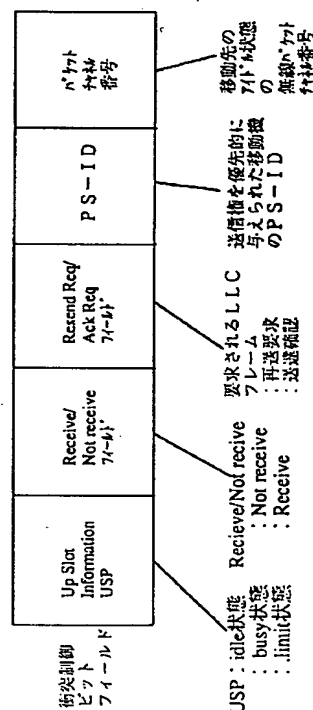 衝突制御
ビット
フィールド
Up Slot
Information
USP
Receive/
Not receive
フィールド
Resend Req/
Ack Req
フィールド
PS-ID
パケット
チャネル
番号
USP：idle状態
：busy状態
：limit状態
Recieve/Not recive
：Not receive
：Receive
要求されるLLC
フレーム
：再送要求
：送達確認
送信権を優先的に
与えられた移動機
のPS-ID
移動先の
アイドル状態
の
無線パケット
チャネル番号